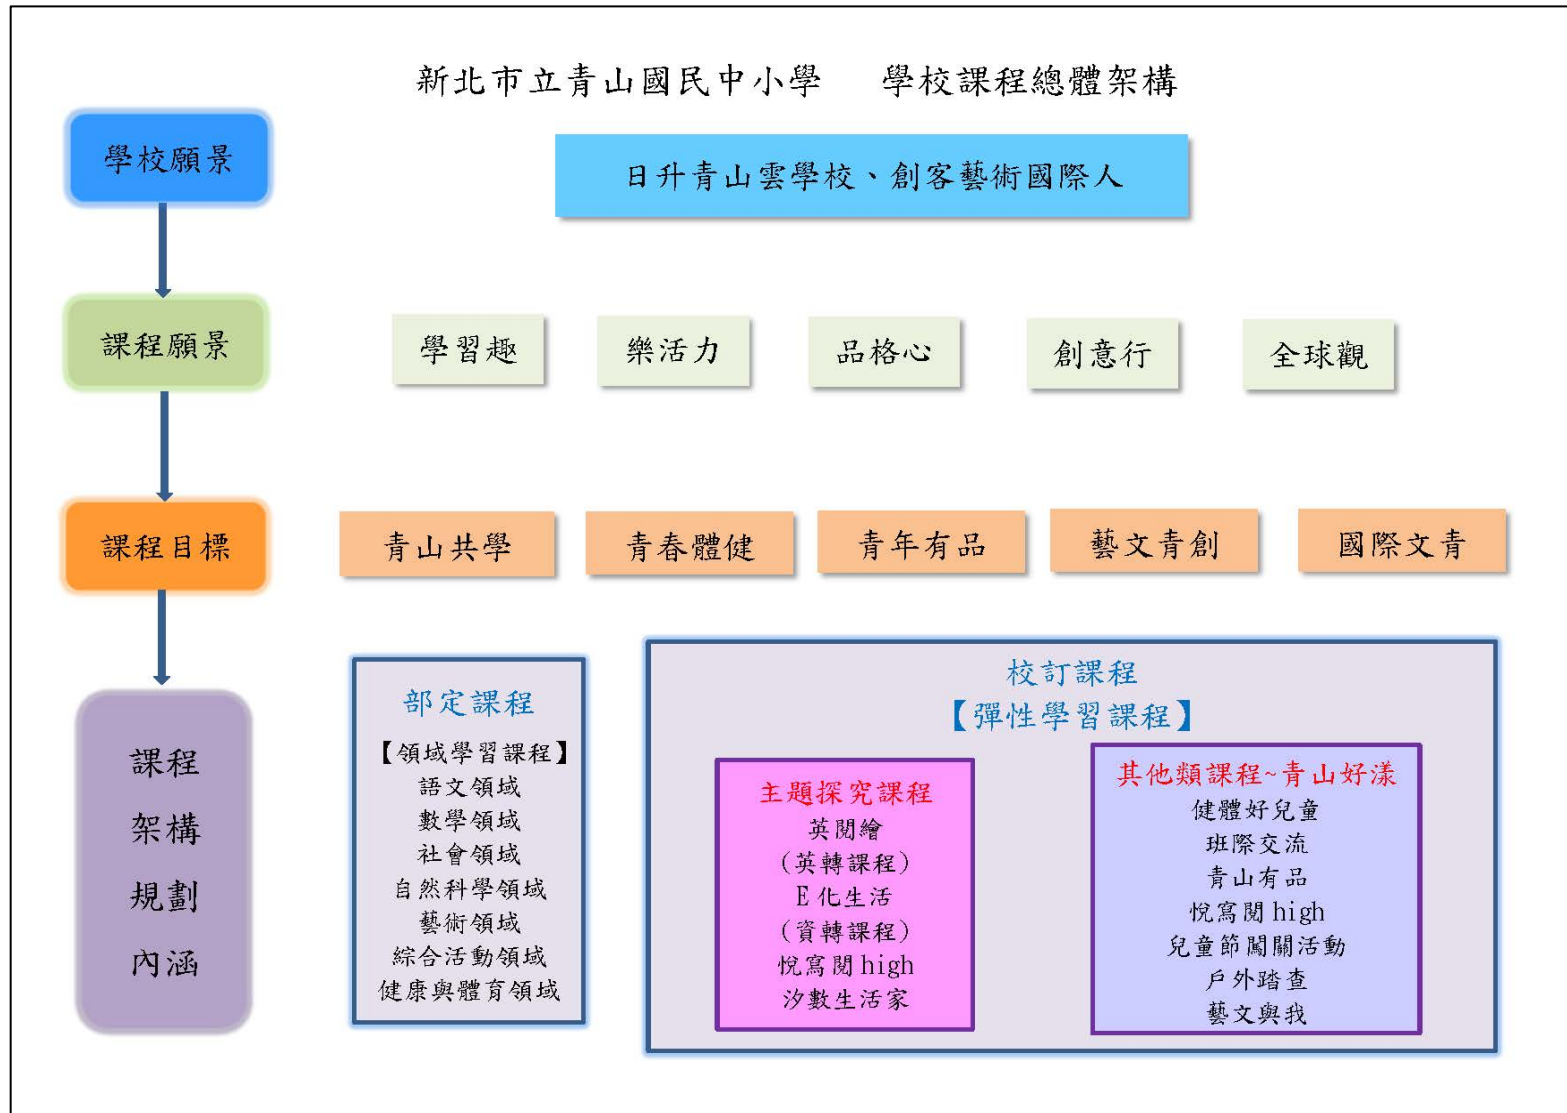 新北市立青山國民中小學 學校課程總體架構
學校願景
日升青山雲學校、創客藝術國際人
課程願景
學習趣
樂活力
品格心
創意行
全球觀
課程目標
青山共學
青春體健
青年有品
藝文青創
國際文青
課程
架構
規劃
內涵
部定課程
【領域學習課程】
語文領域
數學領域
社會領域
自然科學領域
藝術領域
綜合活動領域
健康與體育領域
校訂課程
【彈性學習課程】
主題探究課程
英閱繪
(英轉課程)
E化生活
(資轉課程)
悅寫閱high
汐數生活家
其他類課程~青山好漾
健體好兒童
班際交流
青山有品
悅寫閱high
兒童節闖關活動
戶外踏查
藝文與我